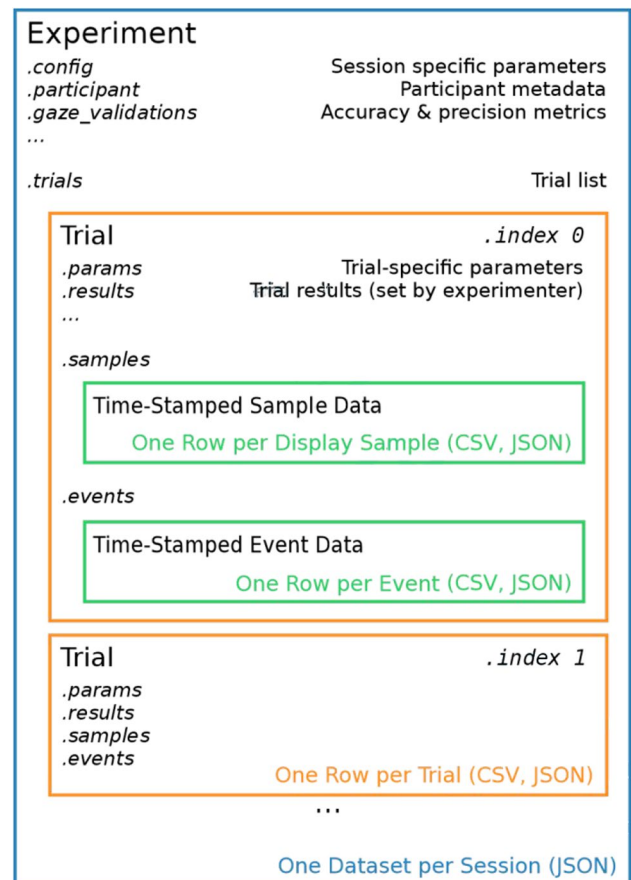 Experiment
.config Session specific parameters
.participant Participant metadata
.gaze_validations Accuracy & precision metrics
...
.trials Trial list
Trial .index 0
.params Trial-specific parameters
.results Trial results (set by experimenter)
...
.samples
Time-Stamped Sample Data
One Row per Display Sample (CSV, JSON)
.events
Time-Stamped Event Data
One Row per Event (CSV, JSON)
Trial .index 1
.params
.results
.samples
.events
One Row per Trial (CSV, JSON)
...
One Dataset per Session (JSON)